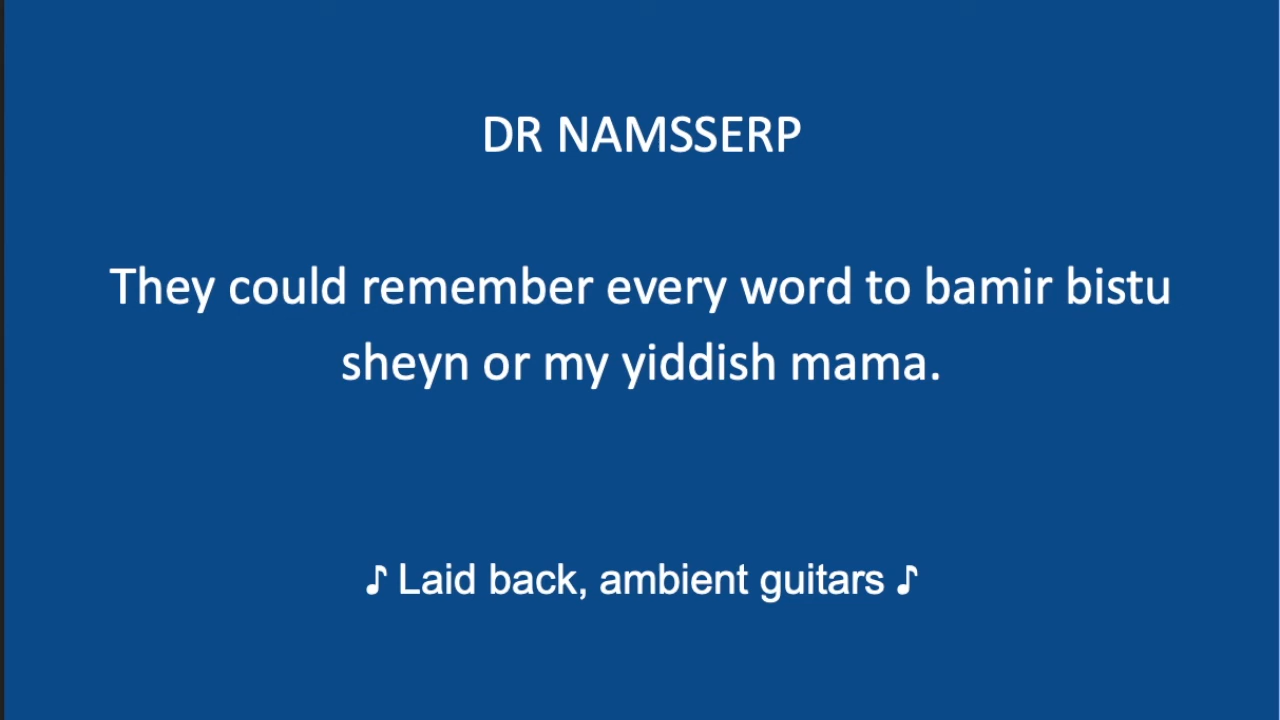 DR NAMSSERP
They could remember every word to bamir bistu
sheyn or my yiddish mama.
♪ Laid back, ambient guitars ♪